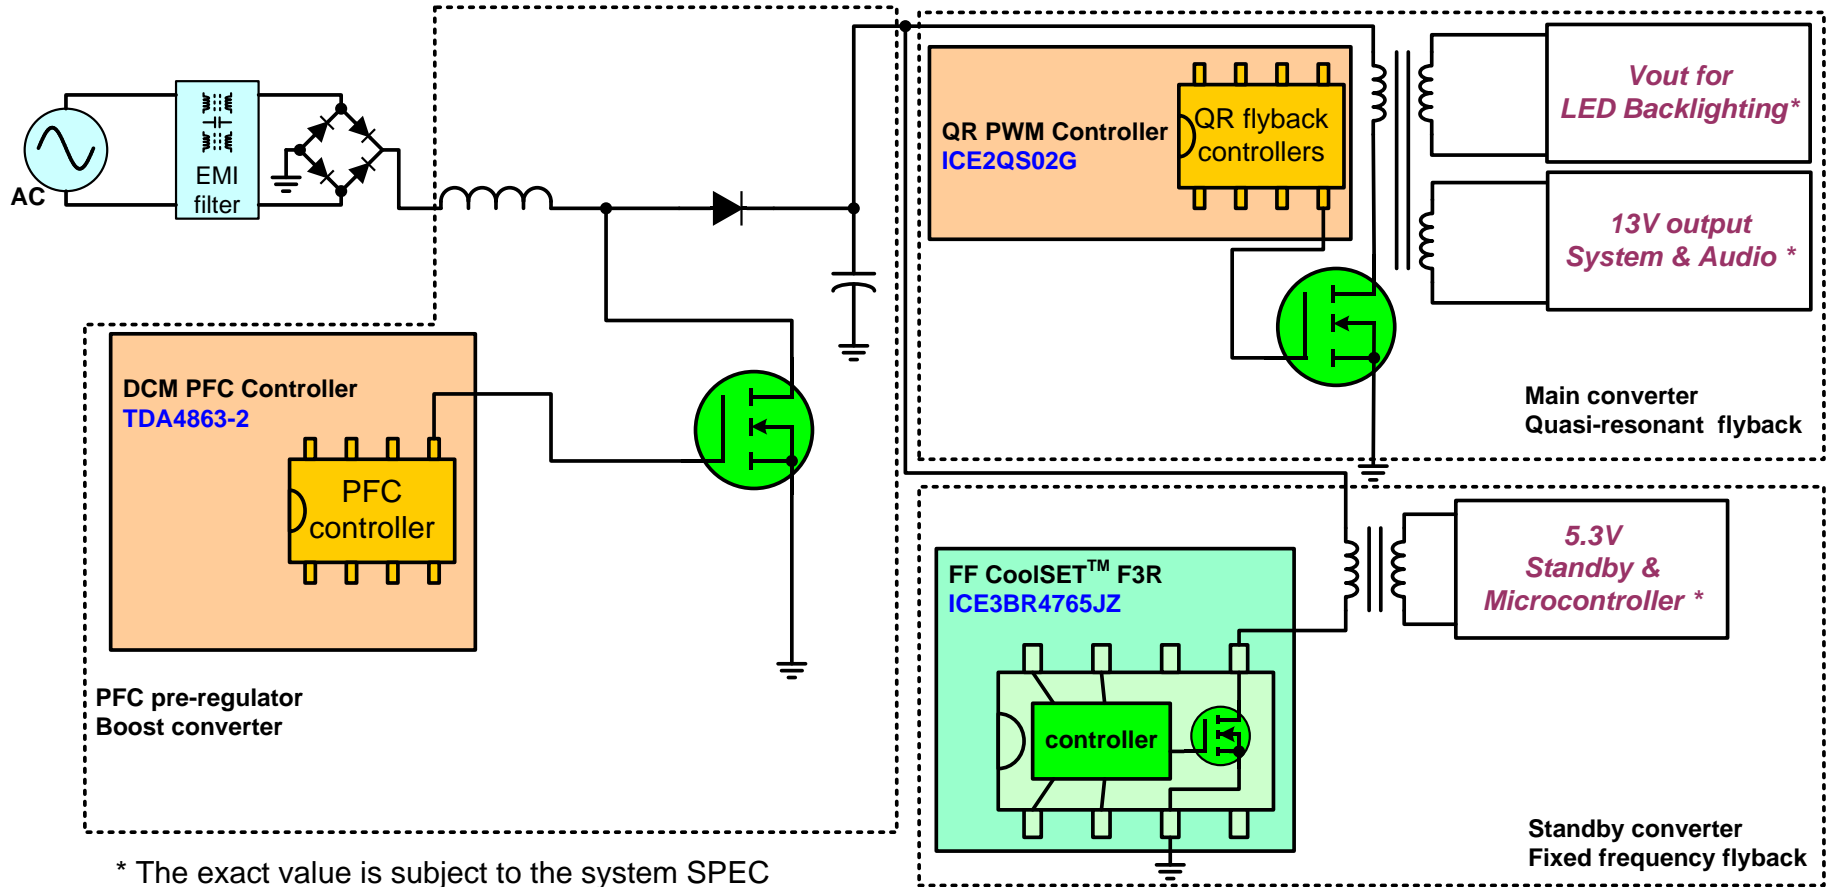 AC
EMI
filter
DCM PFC Controller
TDA4863-2
PFC
controller
PFC pre-regulator
Boost converter
* The exact value is subject to the system SPEC
QR PWM Controller
ICE2QS02G
QR flyback
controllers
Vout for
LED Backlighting*
13V output
System & Audio *
Main converter
Quasi-resonant flyback
FF CoolSET™ F3R
ICE3BR4765JZ
controller
5.3V
Standby &
Microcontroller *
Standby converter
Fixed frequency flyback